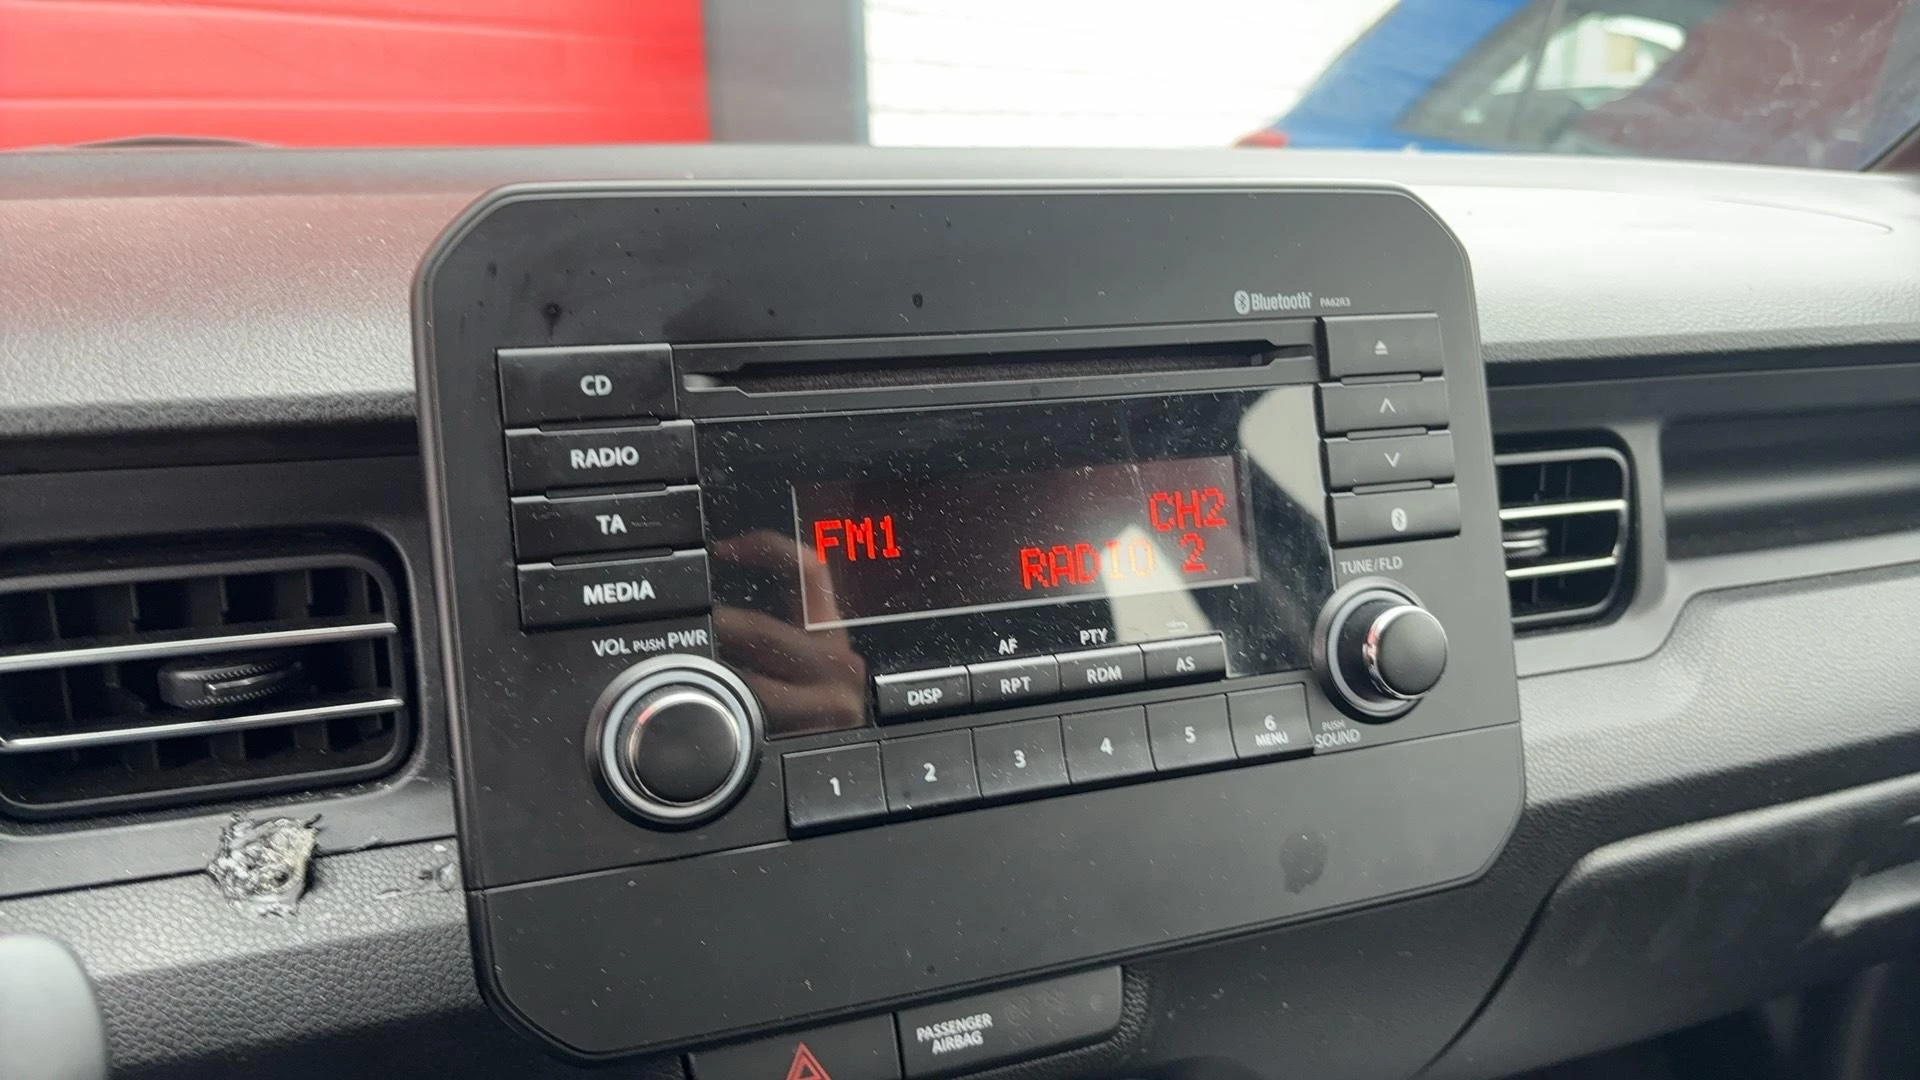 Bluetooth PA62R3
CD
RADIO
TA
MEDIA
FM1
CH2
RADIO 2
TUNE/FLD
VOL PUSH PWR
AF
PTY
DISP
RPT
RDM
AS
1
2
3
4
5
6
MENU
PUSH
SOUND
PASSENGER
AIRBAG